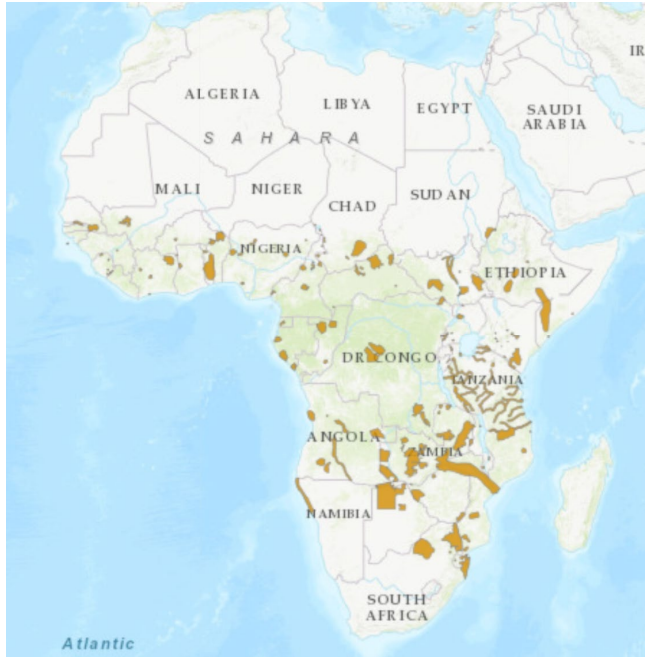 IR
ALGERIA
LIBYA
EGYPT
SAUDI
ARABIA
SAHARA
MALI
NIGER
CHAD
SUDAN
NIGERIA
ETHIOPIA
DR CONGO
TANZANIA
ANGOLA
ZAMBIA
NAMIBIA
SOUTH
AFRICA
Atlantic